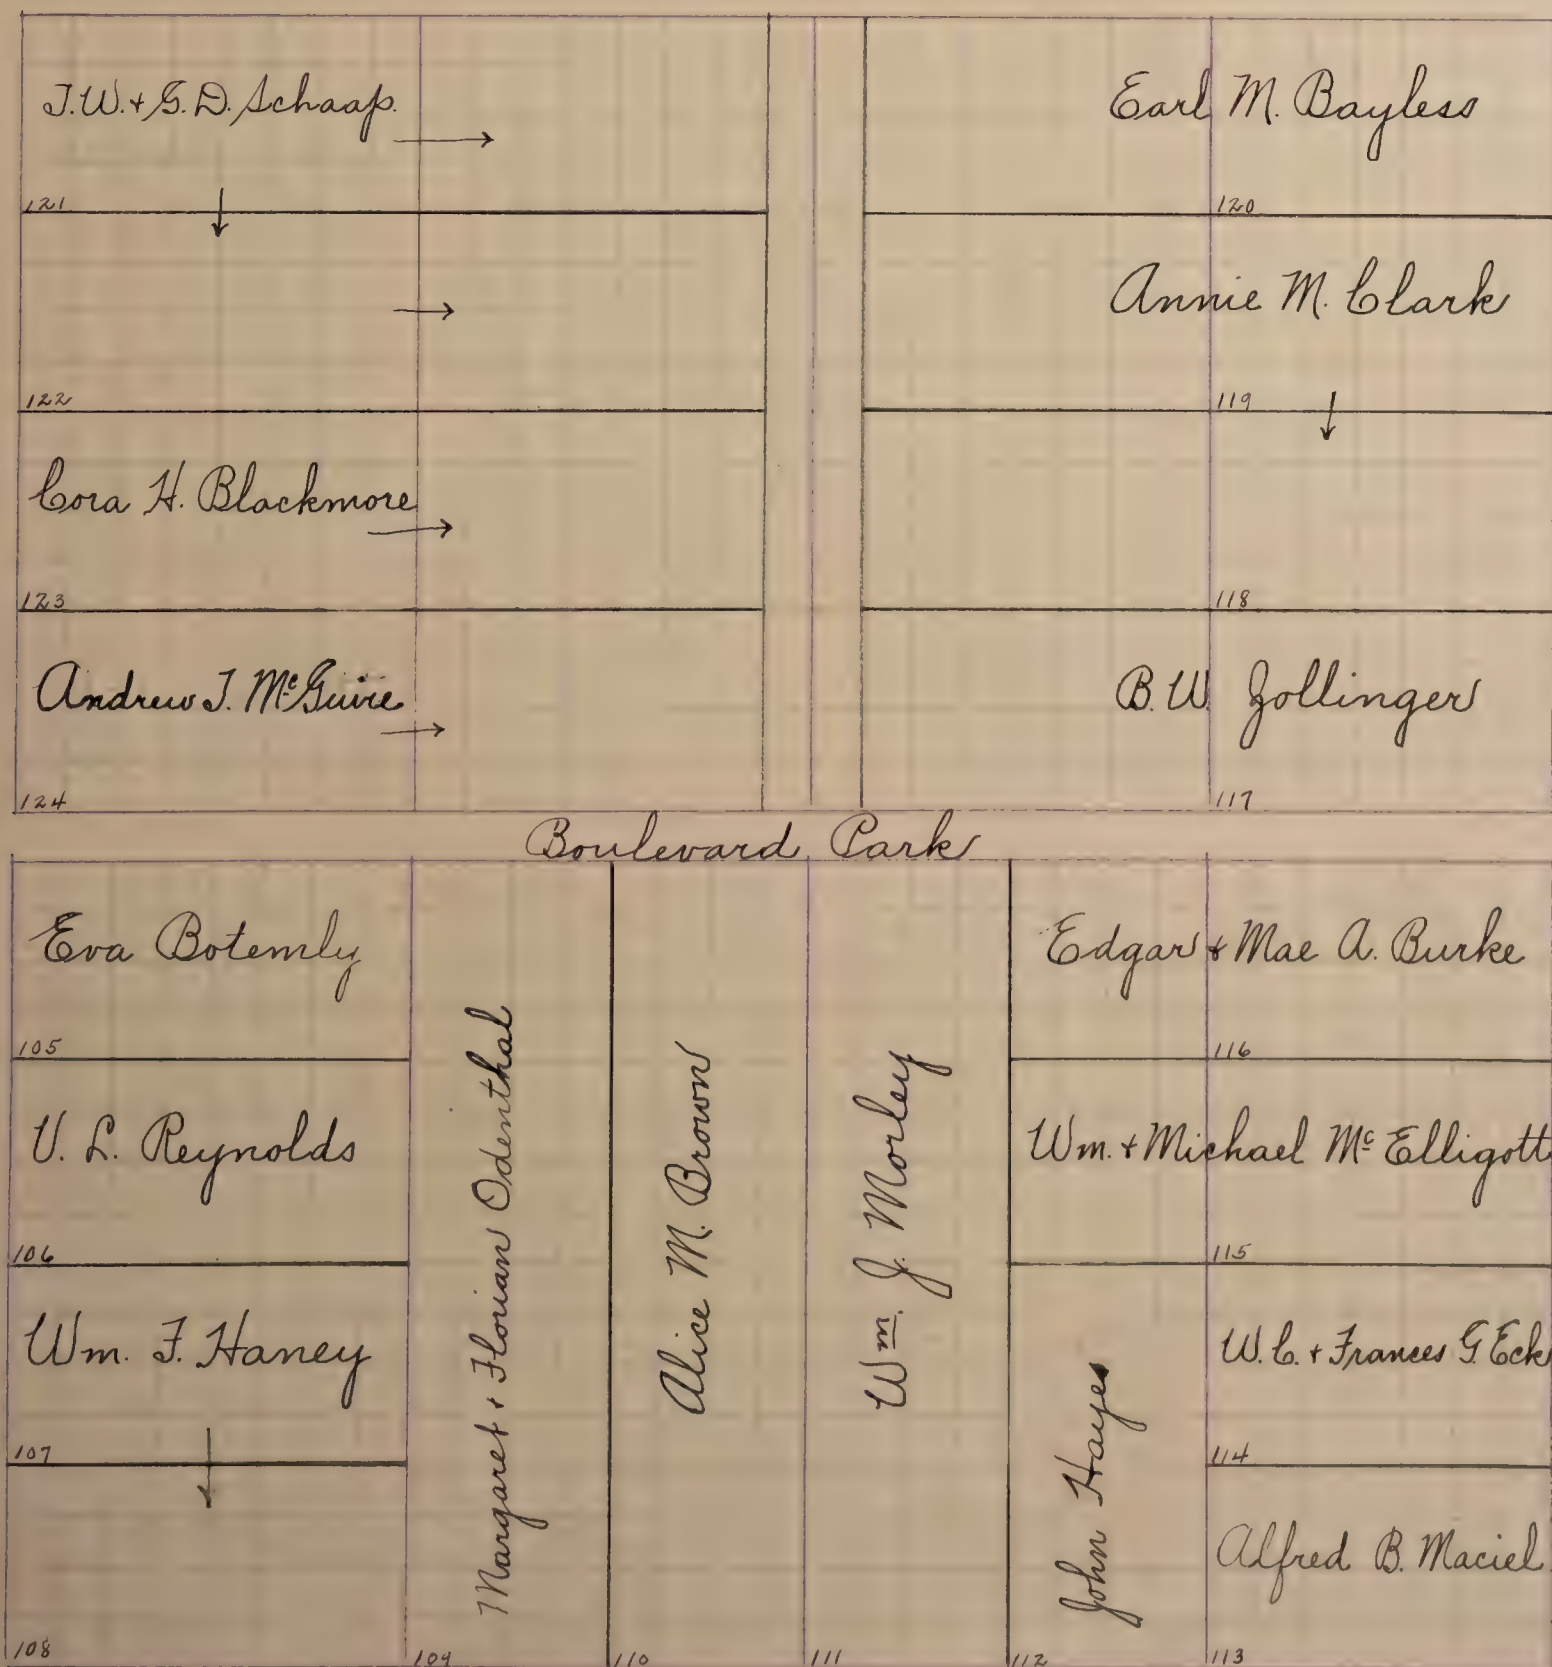 J.W. + G.D. Schaap.
121
122
Cora H. Blackmore
123
Andrew J. McGuire
124
Earl M. Bayless
120
Annie M. Clark
119
118
B.W. Zollinger
117
Boulevard Park
Eva Botemly
105
V. L. Reynolds
106
Wm. F. Haney
107
108
Margaret + Florian Odenthal
109
Alice M. Brown
110
Wm. J. Morley
111
Edgar + Mae A. Burke
116
Wm. + Michael McElligott
115
John Hayes
112
W.C. + Frances G. Eck
114
Alfred B. Maciel
113